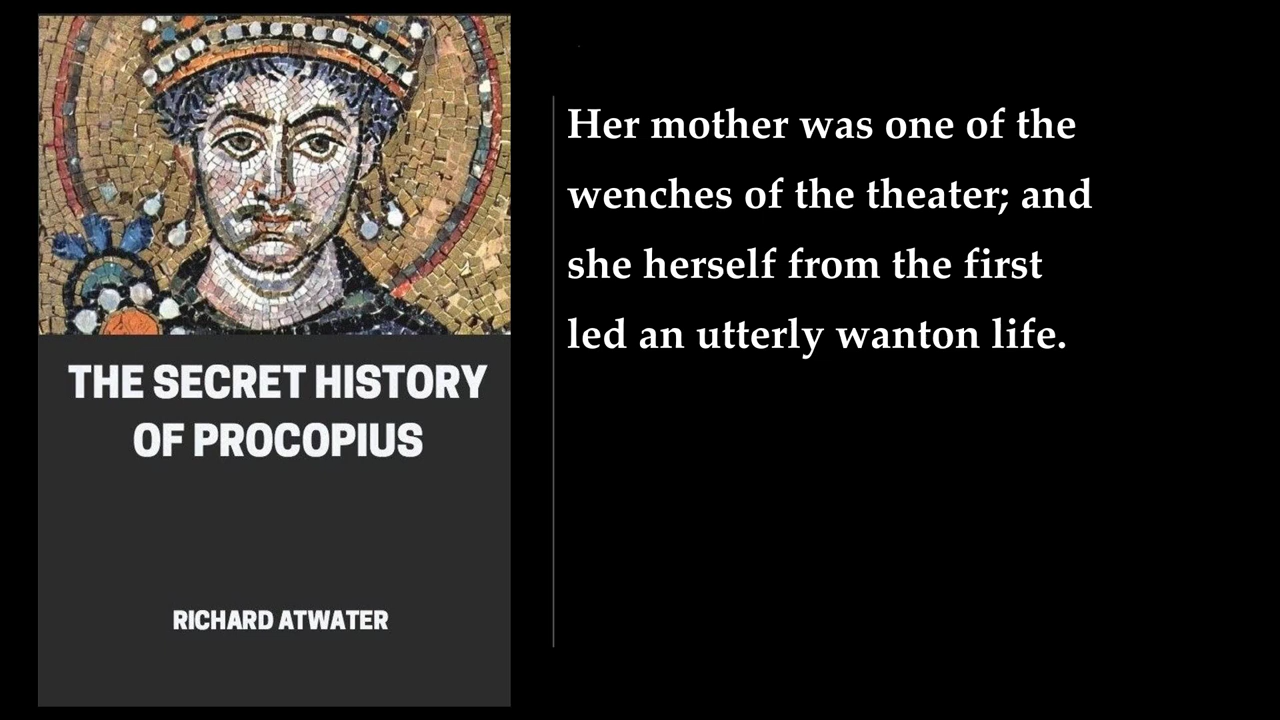 THE SECRET HISTORY
OF PROCOPIUS
RICHARD ATWATER
Her mother was one of the
wenches of the theater; and
she herself from the first
led an utterly wanton life.